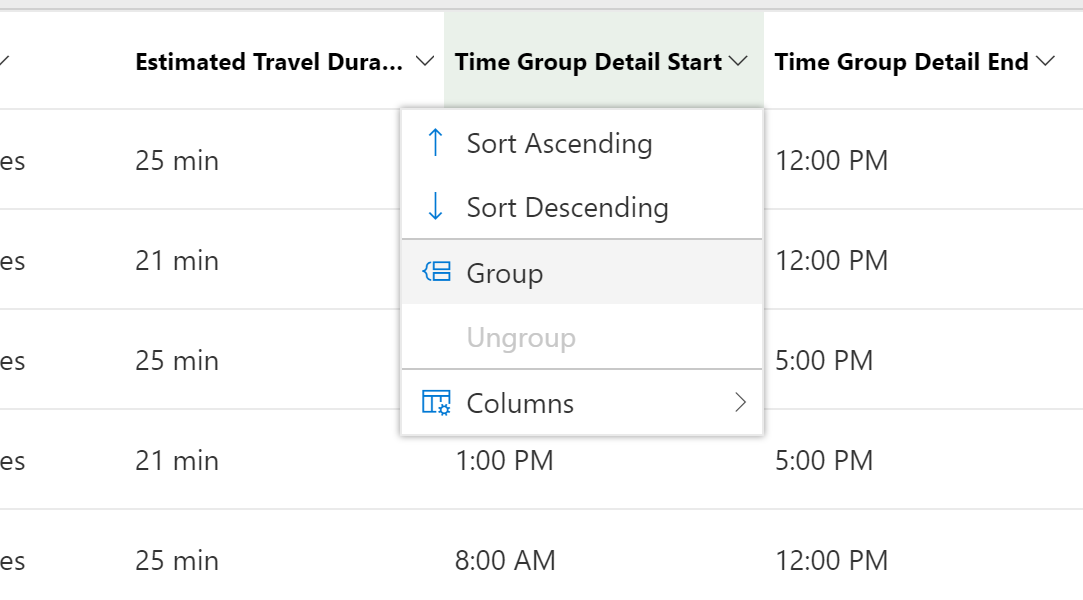 Estimated Travel Dura... Time Group Detail Start Time Group Detail End
Sort Ascending
es 25 min 12:00 PM
Sort Descending
es 21 min 12:00 PM
Group
Ungroup
es 25 min 5:00 PM
Columns
es 21 min 1:00 PM 5:00 PM
es 25 min 8:00 AM 12:00 PM